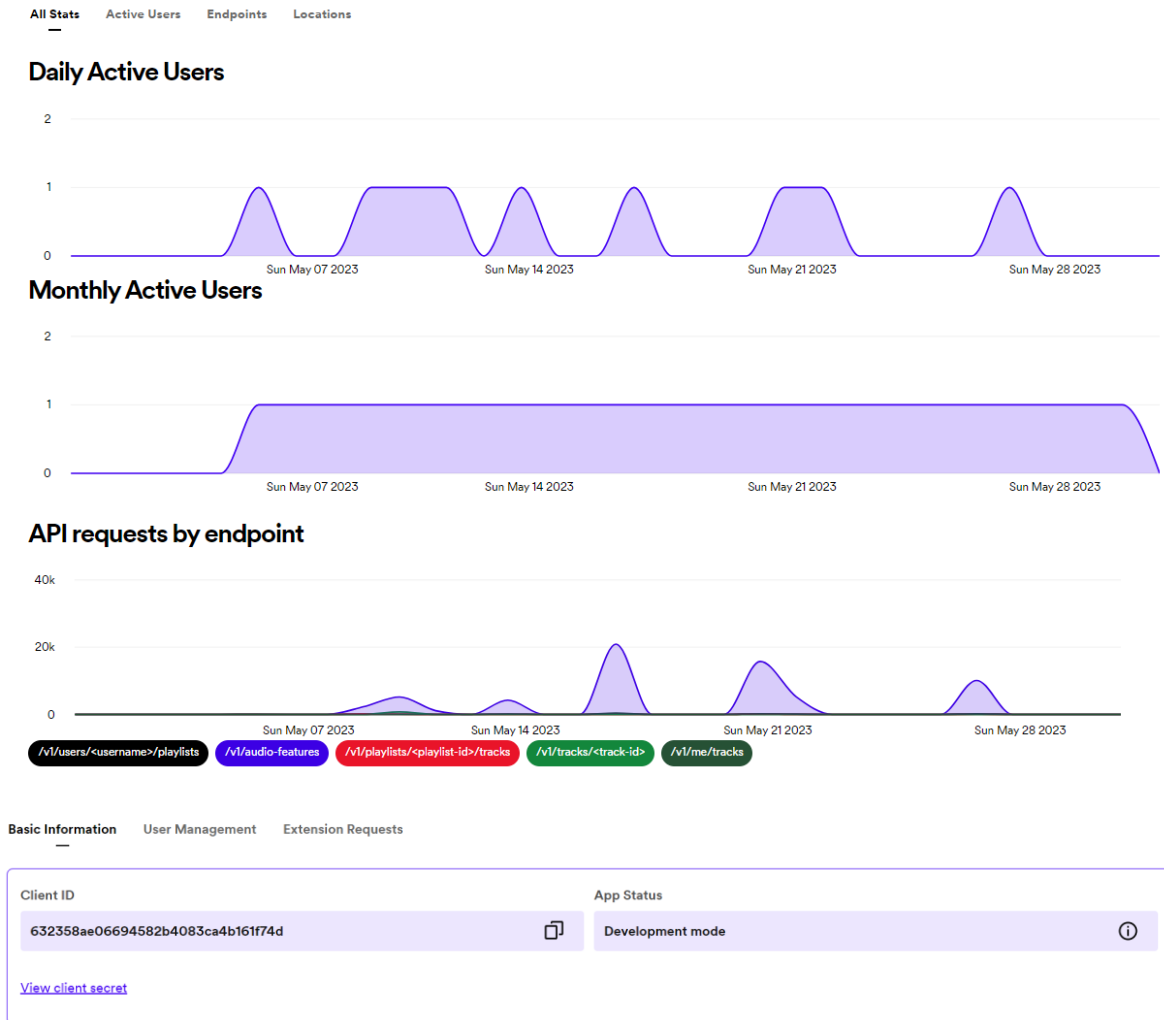 All Stats Active Users Endpoints Locations
Daily Active Users
2
1
0
Sun May 07 2023 Sun May 14 2023 Sun May 21 2023 Sun May 28 2023
Monthly Active Users
2
1
0
Sun May 07 2023 Sun May 14 2023 Sun May 21 2023 Sun May 28 2023
API requests by endpoint
40k
20k
0
Sun May 07 2023 Sun May 14 2023 Sun May 21 2023 Sun May 28 2023
/v1/users/<username>/playlists /v1/audio-features /v1/playlists/<playlist-id>/tracks /v1/tracks/<track-id> /v1/me/tracks
Basic Information User Management Extension Requests
Client ID App Status
632358ae06694582b4083ca4b161f74d Development mode
View client secret